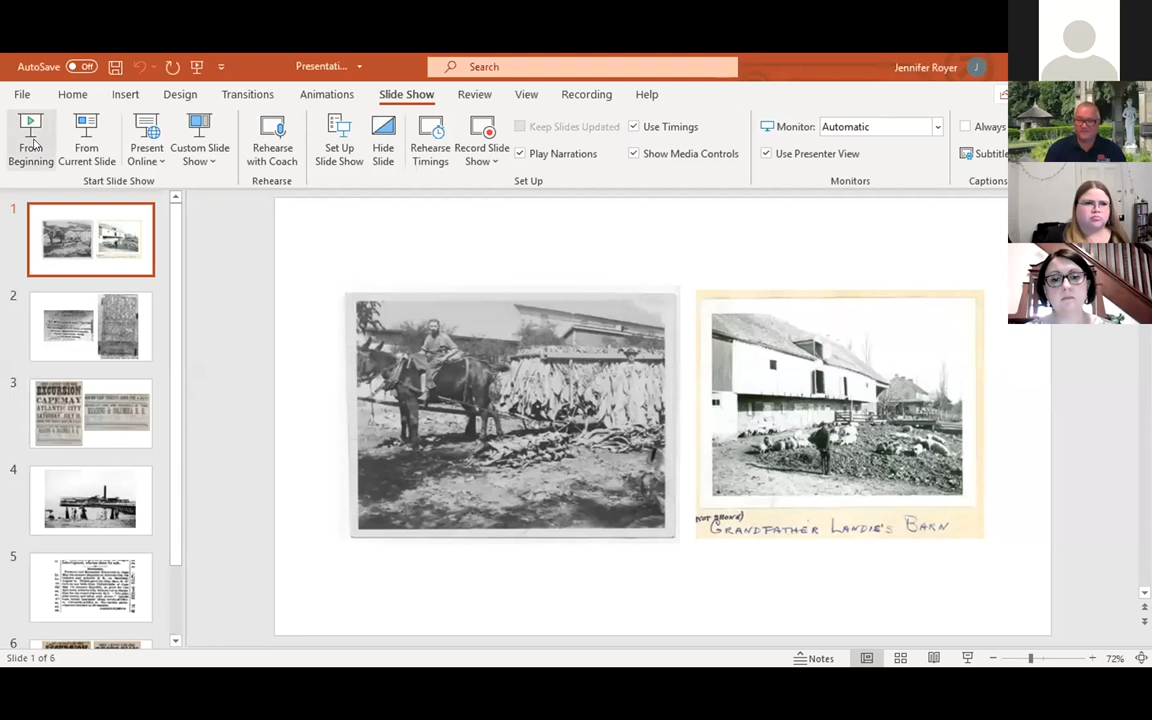 AutoSave Off
Presentati...
Search
Jennifer Royer J
File Home Insert Design Transitions Animations Slide Show Review View Recording Help
From Beginning
From Current Slide
Present Online
Custom Slide Show
Start Slide Show
Rehearse with Coach
Rehearse
Set Up Slide Show
Hide Slide
Rehearse Timings
Record Slide Show
Keep Slides Updated
Use Timings
Play Narrations
Show Media Controls
Set Up
Monitor: Automatic
Use Presenter View
Monitors
Always
Subtitle
Captions
1
2
3
EXCURSION
CAPE MAY
ATLANTIC CITY
4
5
6
GRANDFATHER LANDIE'S BARN
Slide 1 of 6
Notes
72%